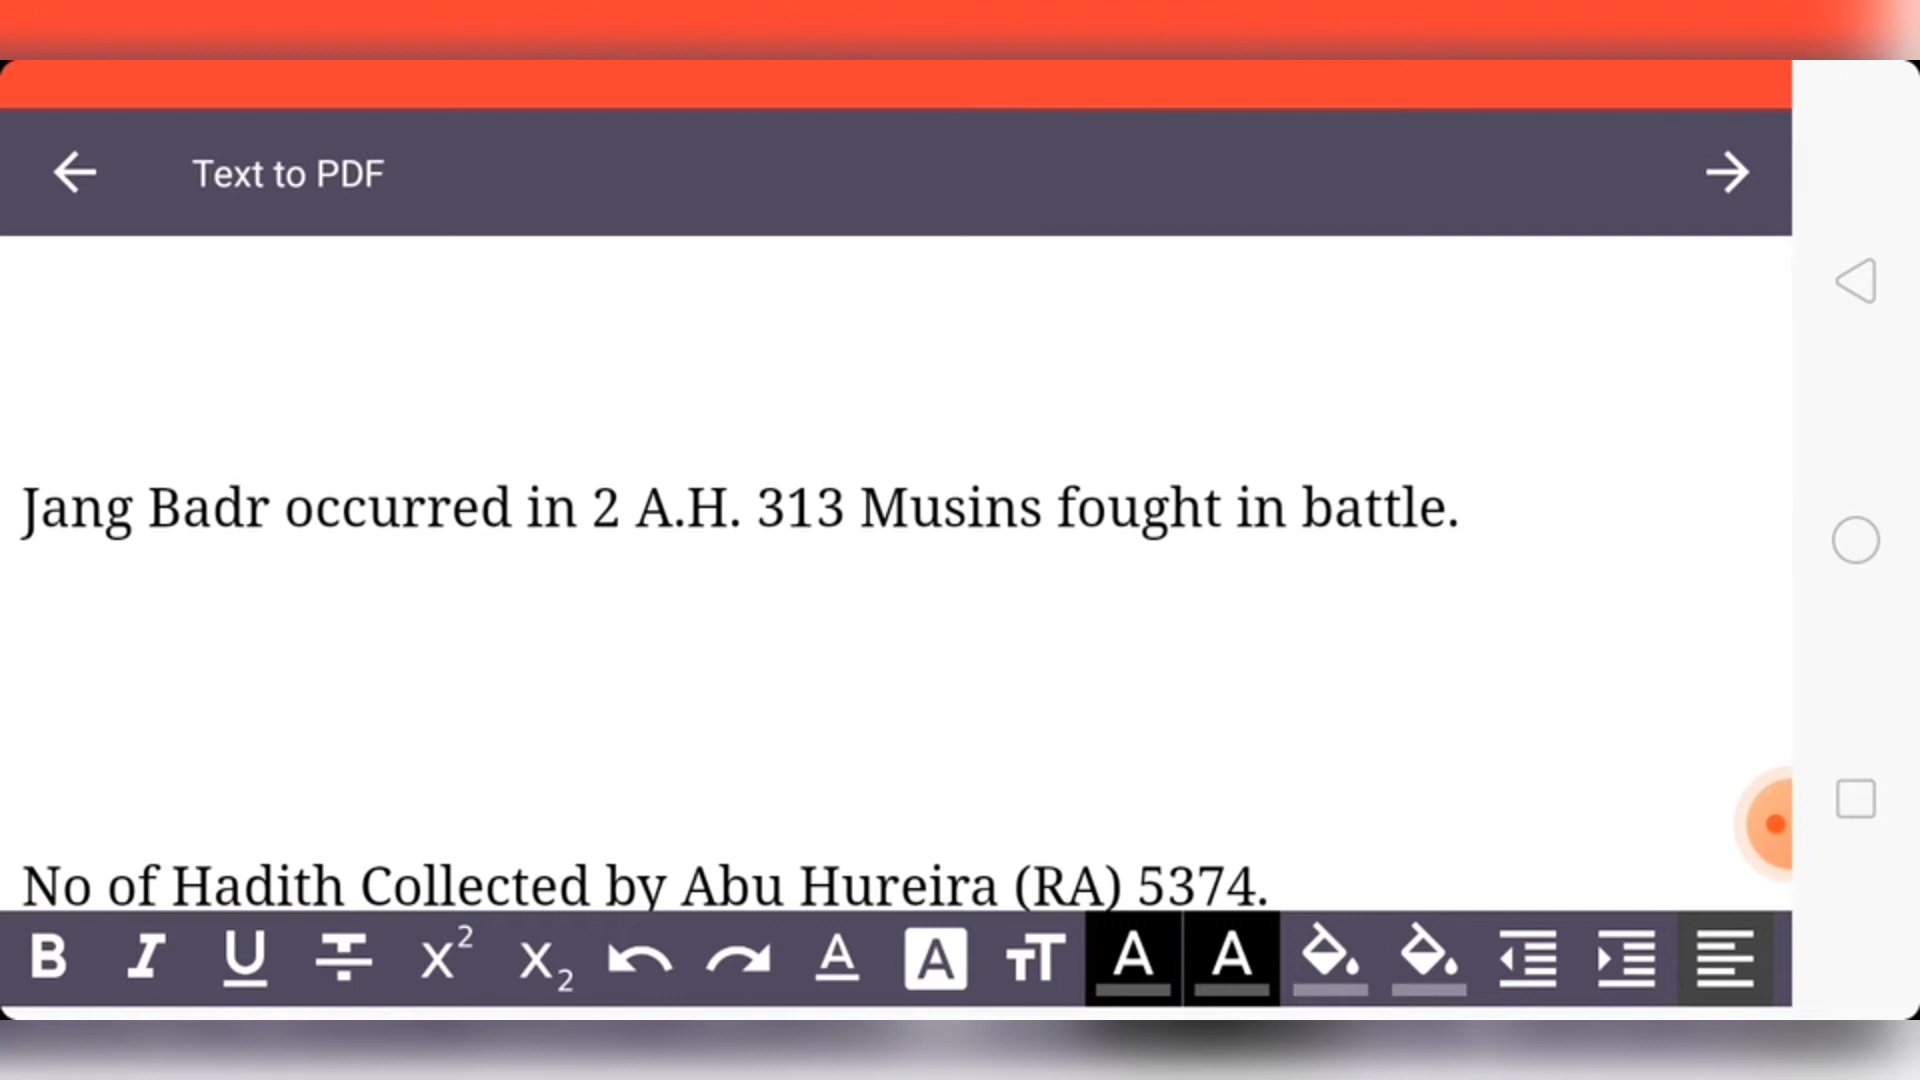 Text to PDF
Jang Badr occurred in 2 A.H. 313 Musins fought in battle.
No of Hadith Collected by Abu Hureira (RA) 5374.